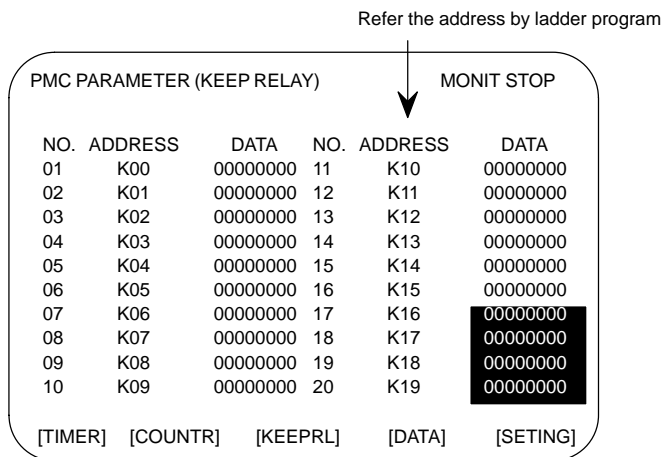 Refer the address by ladder program
PMC PARAMETER (KEEP RELAY) MONIT STOP
NO. ADDRESS DATA NO. ADDRESS DATA
01 K00 00000000 11 K10 00000000
02 K01 00000000 12 K11 00000000
03 K02 00000000 13 K12 00000000
04 K03 00000000 14 K13 00000000
05 K04 00000000 15 K14 00000000
06 K05 00000000 16 K15 00000000
07 K06 00000000 17 K16 00000000
08 K07 00000000 18 K17 00000000
09 K08 00000000 19 K18 00000000
10 K09 00000000 20 K19 00000000
[TIMER] [COUNTR] [KEEPRL] [DATA] [SETING]